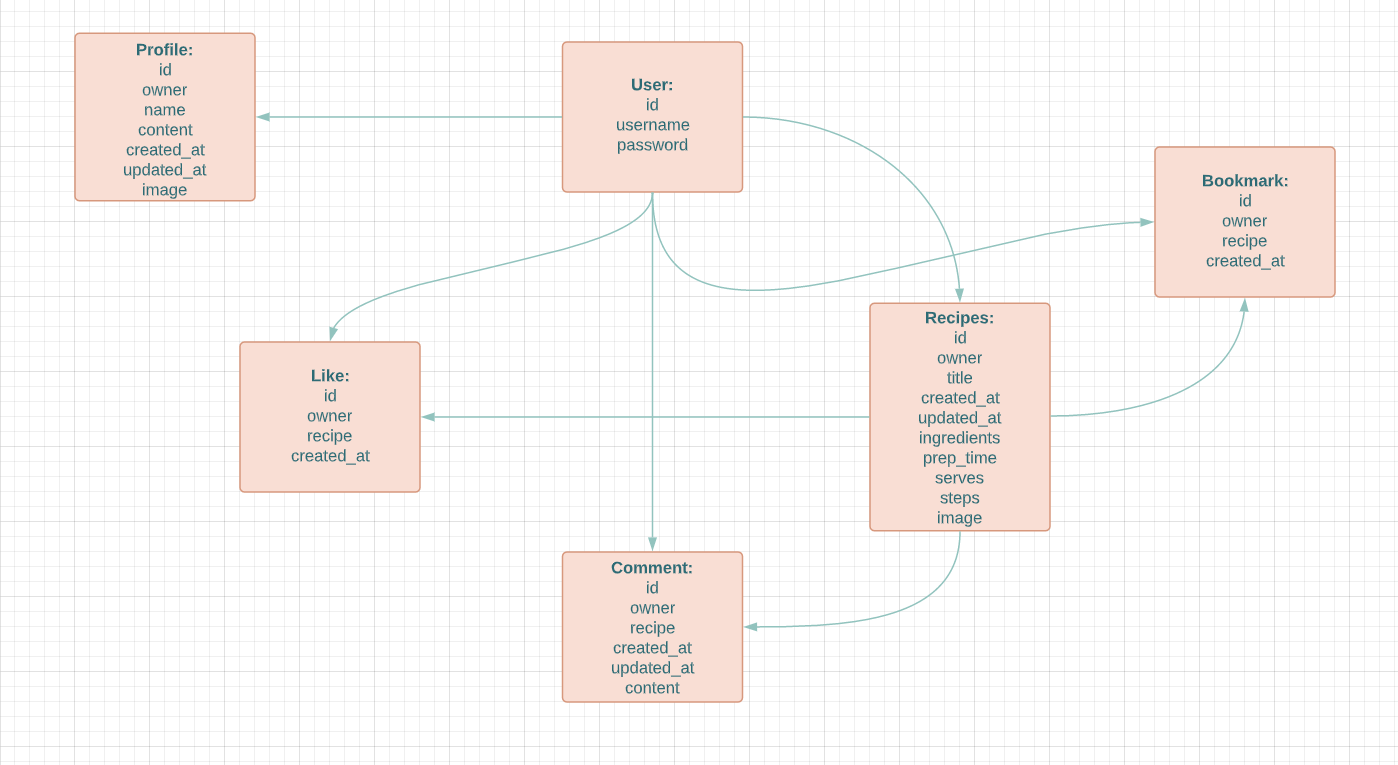 Profile:
id
owner
name
content
created_at
updated_at
image
User:
id
username
password
Bookmark:
id
owner
recipe
created_at
Like:
id
owner
recipe
created_at
Recipes:
id
owner
title
created_at
updated_at
ingredients
prep_time
serves
steps
image
Comment:
id
owner
recipe
created_at
updated_at
content